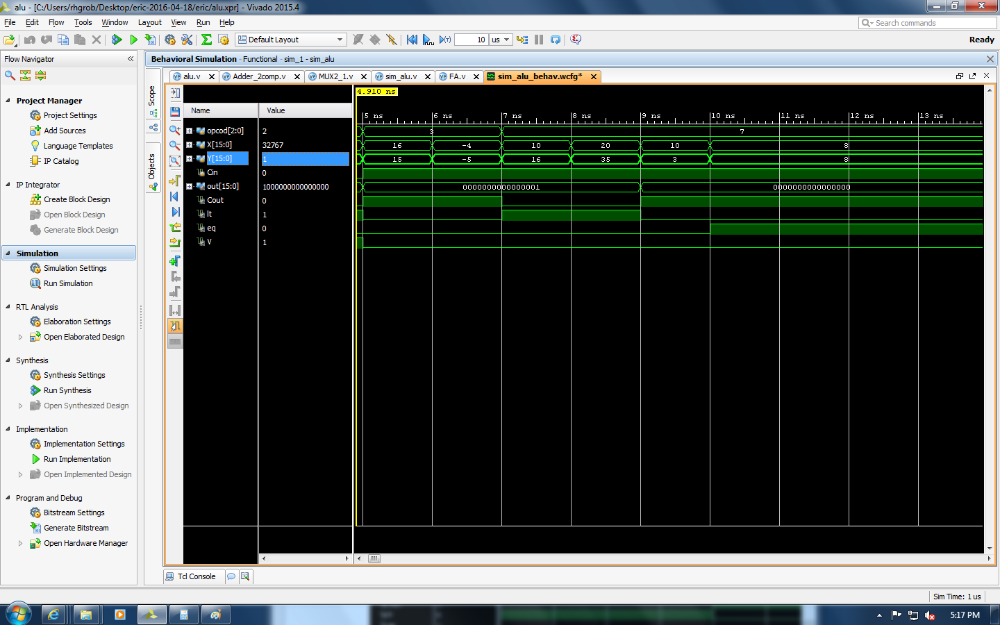 alu - [C:/Users/rhgrob/Desktop/eric-2016-04-18/eric/alu.xpr] - Vivado 2015.4
File Edit Flow Tools Window Layout View Run Help
Search commands
Default Layout
10 us
Ready
Flow Navigator
Project Manager
Project Settings
Add Sources
Language Templates
IP Catalog
IP Integrator
Create Block Design
Open Block Design
Generate Block Design
Simulation
Simulation Settings
Run Simulation
RTL Analysis
Elaboration Settings
Open Elaborated Design
Synthesis
Synthesis Settings
Run Synthesis
Open Synthesized Design
Implementation
Implementation Settings
Run Implementation
Open Implemented Design
Program and Debug
Bitstream Settings
Generate Bitstream
Open Hardware Manager
Behavioral Simulation - Functional - sim_1 - sim_alu
Scope
Objects
alu.v Adder_2comp.v MUX2_1.v sim_alu.v FA.v sim_alu_behav.wcfg*
4.910 ns
Name Value
5 ns 6 ns 7 ns 8 ns 9 ns 10 ns 11 ns 12 ns 13 ns
opcod[2:0] 2 3 7
X[15:0] 32767 16 -4 10 20 10 8
Y[15:0] 1 15 -5 16 35 3 8
Cin 0
out[15:0] 1000000000000000 0000000000000001 0000000000000000
Cout 0
lt 1
eq 0
V 1
Tcl Console
Sim Time: 1 us
5:17 PM